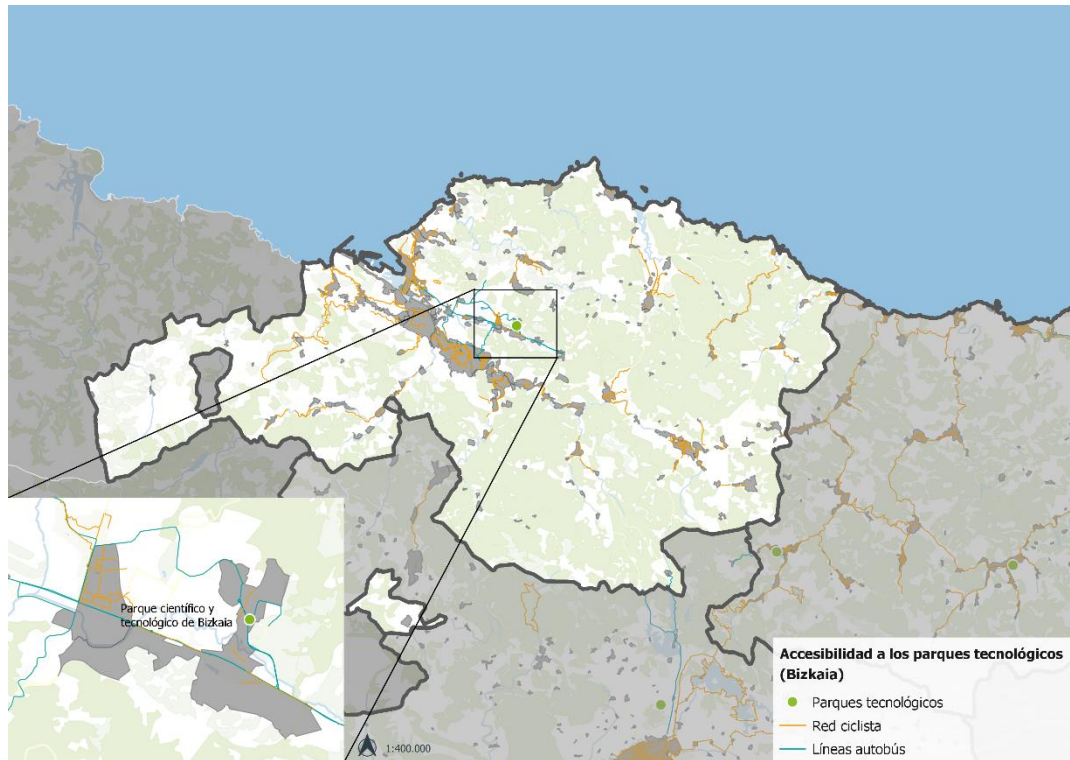 Parque científico y
tecnológico de Bizkaia
1:400.000
Accesibilidad a los parques tecnológicos
(Bizkaia)
Parques tecnológicos
Red ciclista
Líneas autobús